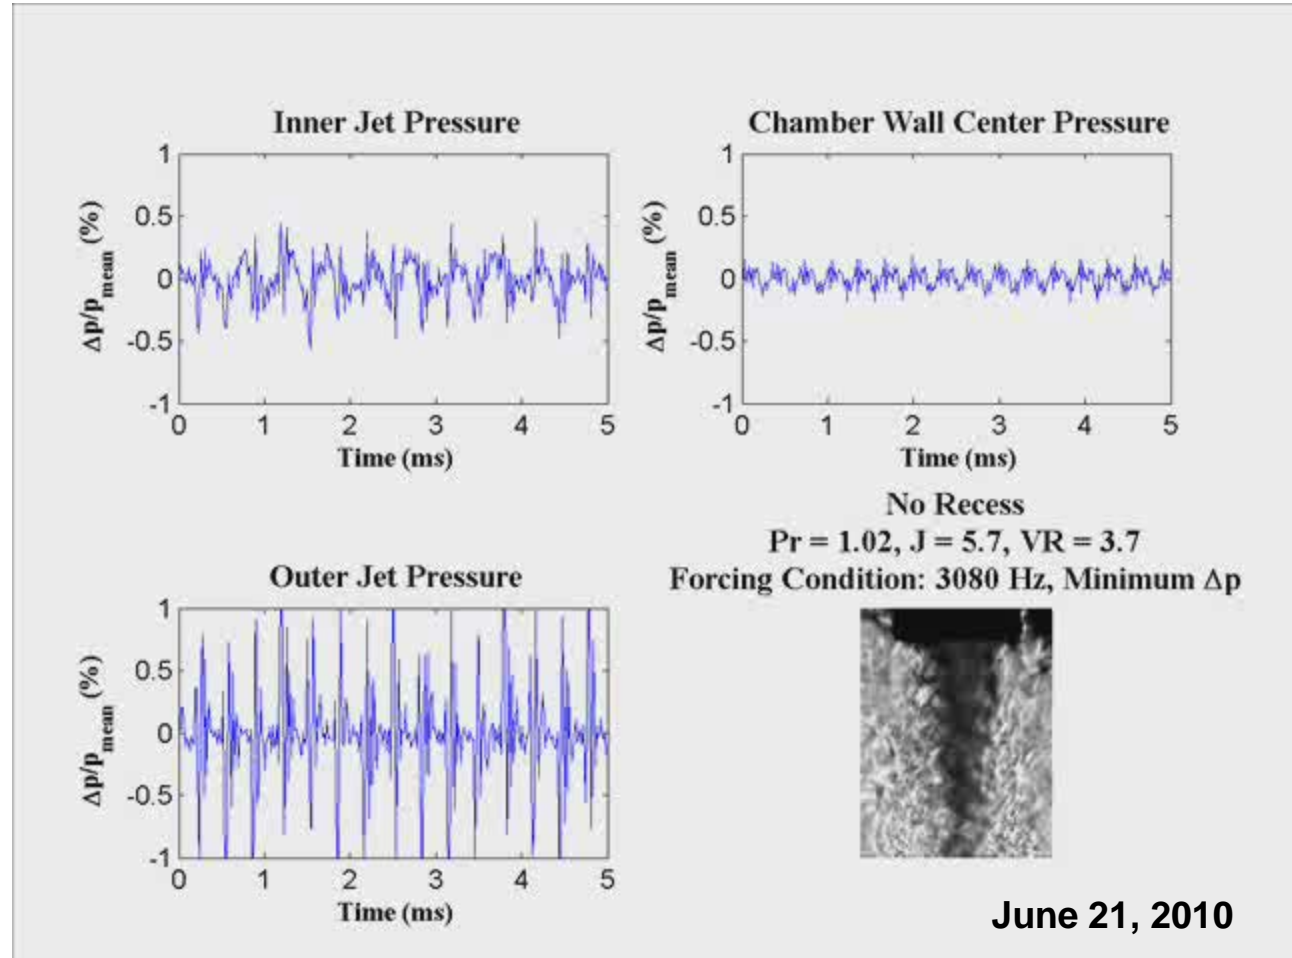 Inner Jet Pressure
1
0.5
0
-0.5
-1
Δp/p_mean (%)
0 1 2 3 4 5
Time (ms)
Chamber Wall Center Pressure
1
0.5
0
-0.5
-1
Δp/p_mean (%)
0 1 2 3 4 5
Time (ms)
Outer Jet Pressure
1
0.5
0
-0.5
-1
Δp/p_mean (%)
0 1 2 3 4 5
Time (ms)
No Recess
Pr = 1.02, J = 5.7, VR = 3.7
Forcing Condition: 3080 Hz, Minimum Δp
June 21, 2010